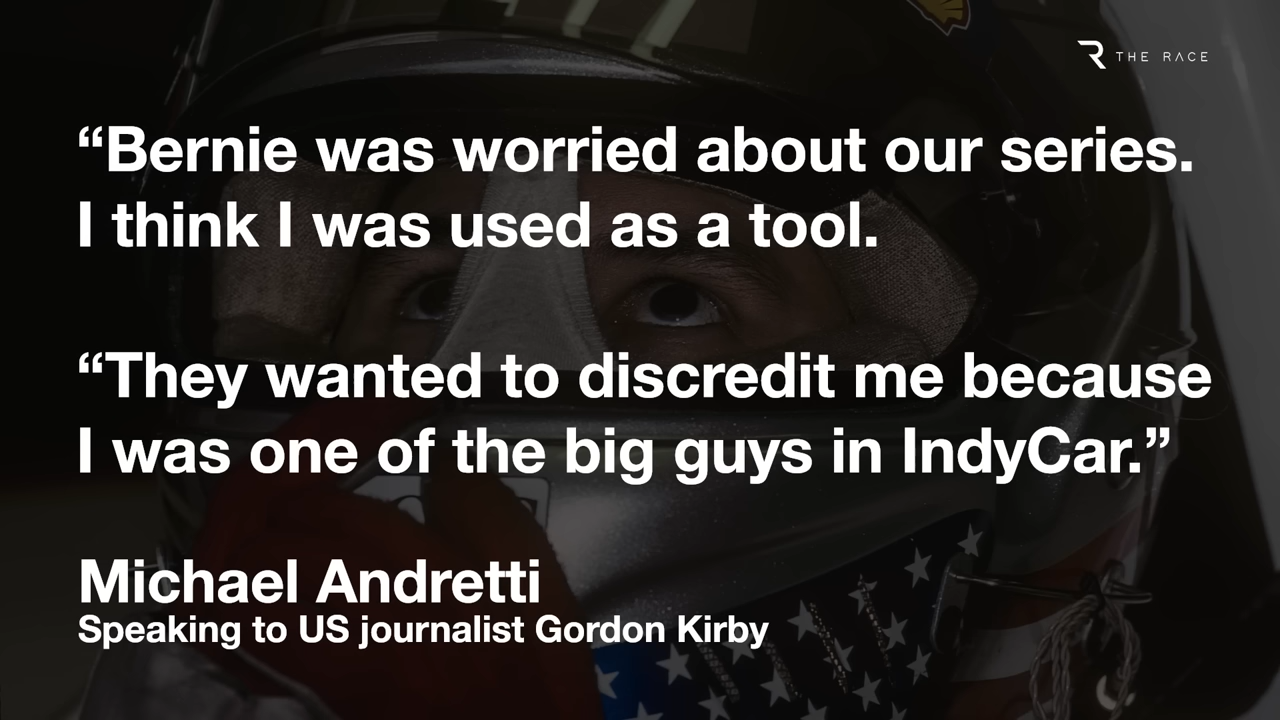 THE RACE
“Bernie was worried about our series.
I think I was used as a tool.
“They wanted to discredit me because
I was one of the big guys in IndyCar.”
Michael Andretti
Speaking to US journalist Gordon Kirby